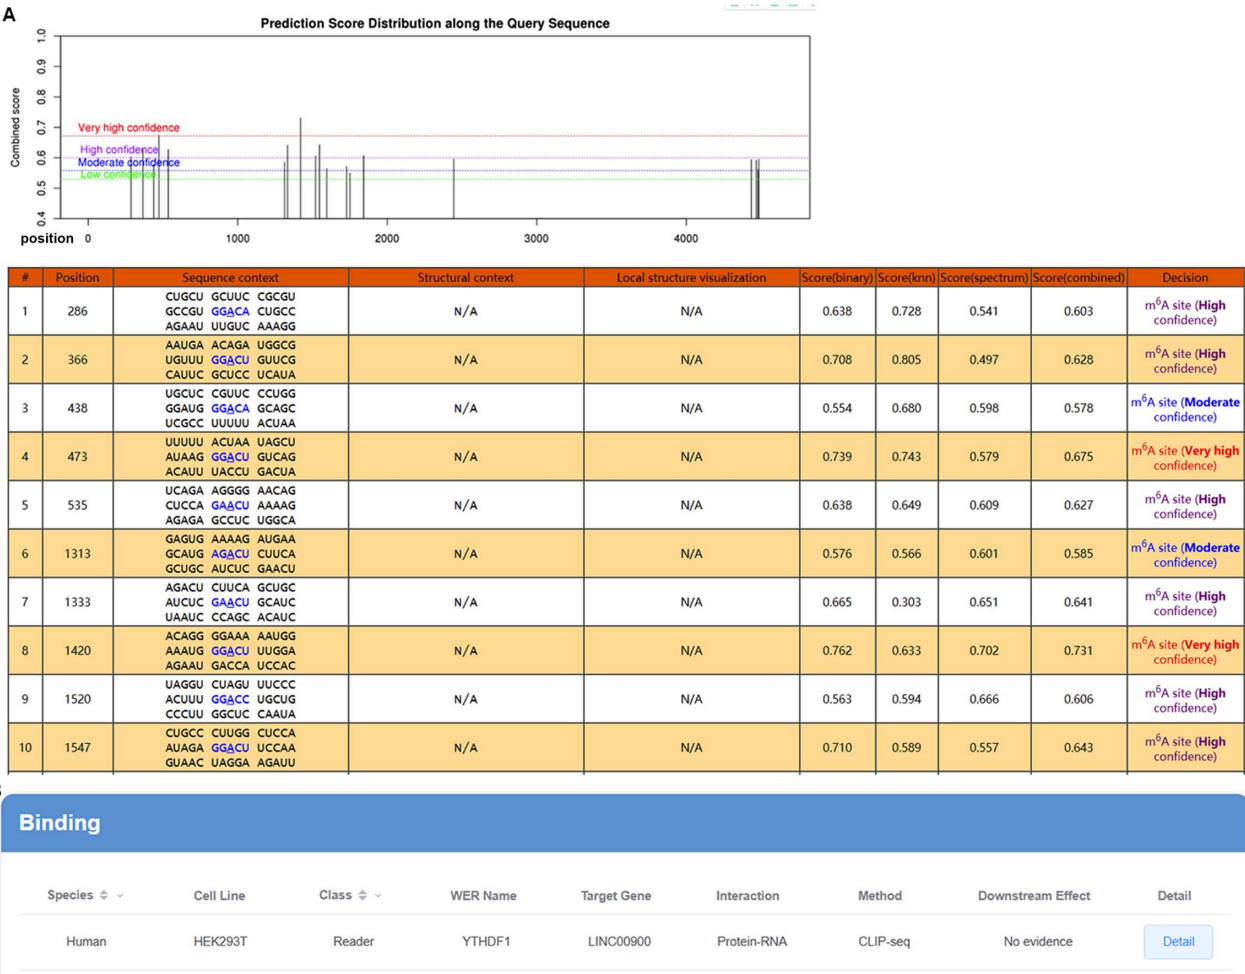 A
Prediction Score Distribution along the Query Sequence
Combined score
1.0
0.9
0.8
0.7
0.6
0.5
0.4
Very high confidence
High confidence
Moderate confidence
Low confidence
position 0 1000 2000 3000 4000
# Position Sequence context Structural context Local structure visualization Score(binary) Score(knn) Score(spectrum) Score(combined) Decision
CUGCU GCUUC CGCGU
1 286 GCCGU GGACA CUGCC N/A N/A 0.638 0.728 0.541 0.603 m6A site (High confidence)
AGAAU UUGUC AAAGG
AAUGA ACAGA UGGCG
2 366 UGUUU GGACU GUUCG N/A N/A 0.708 0.805 0.497 0.628 m6A site (High confidence)
CAUUC GCUCC UCAUA
UGCUC CGUUC CCUGG
3 438 GGAUG GGACA GCAGC N/A N/A 0.554 0.680 0.598 0.578 m6A site (Moderate confidence)
UCGCC UUUUU ACUAA
UUUUU ACUAA UAGCU
4 473 AUAAG GGACU GUCAG N/A N/A 0.739 0.743 0.579 0.675 m6A site (Very high confidence)
ACAUU UACCU GACUA
UCAGA AGGGG AACAG
5 535 CUCCA GAACU AAAAG N/A N/A 0.638 0.649 0.609 0.627 m6A site (High confidence)
AGAGA GCCUC UGGCA
GAGUG AAAAG AUGAA
6 1313 GCAUG AGACU CUUCA N/A N/A 0.576 0.566 0.601 0.585 m6A site (Moderate confidence)
GCUGC AUCUC GAACU
AGACU CUUCA GCUGC
7 1333 AUCUC GAACU GCAUC N/A N/A 0.665 0.303 0.651 0.641 m6A site (High confidence)
UAAUC CCAGC ACAUC
ACAGG GGAAA AAUGG
8 1420 AAAUG GGACU UUGGA N/A N/A 0.762 0.633 0.702 0.731 m6A site (Very high confidence)
AGAAU GACCA UCCAC
UAGGU CUAGU UUCCC
9 1520 ACUUU GGACC UGCUG N/A N/A 0.563 0.594 0.666 0.606 m6A site (High confidence)
CCCUU GGCUC CAAUA
CUGCC CUUGG CUCCA
10 1547 AUAGA GGACU UUCCAA N/A N/A 0.710 0.589 0.557 0.643 m6A site (High confidence)
GUAAC UAGGA AGAUU
Binding
Species Cell Line Class WER Name Target Gene Interaction Method Downstream Effect Detail
Human HEK293T Reader YTHDF1 LINC00900 Protein-RNA CLIP-seq No evidence Detail